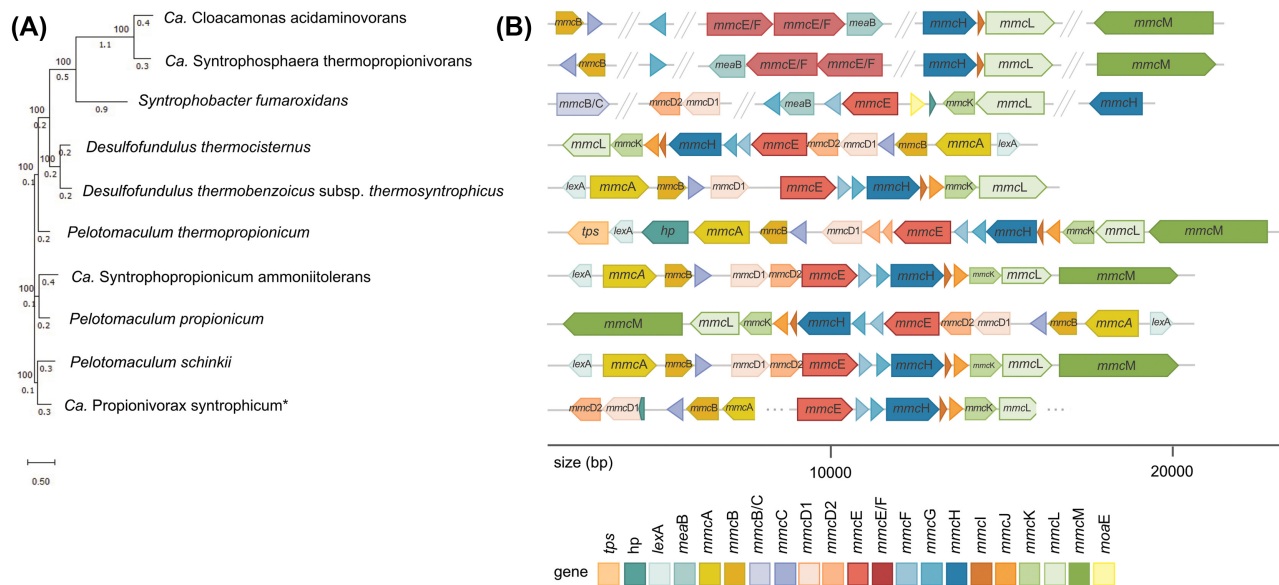 (A)
100
0.4
Ca. Cloacamonas acidaminovorans
1.1
100
0.5
0.3
Ca. Syntrophosphaera thermopropionivorans
0.9
Syntrophobacter fumaroxidans
100
0.2
100
0.2
Desulfofundulus thermocisternus
100
0.2
100
0.1
0.2
Desulfofundulus thermobenzoicus subsp. thermosyntrophicus
0.2
Pelotomaculum thermopropionicum
100
0.4
Ca. Syntrophopropionicum ammoniitolerans
100
0.1
0.2
Pelotomaculum propionicum
100
0.3
Pelotomaculum schinkii
0.1
0.3
Ca. Propionivorax syntrophicum*
0.50
(B)
mmcB // // mmcE/F mmcE/F meaB // mmcH mmcL // mmcM
mmcB // // meaB mmcE/F mmcE/F // mmcH mmcL // mmcM
mmcB/C // mmcD2 mmcD1 // meaB mmcE mmcK mmcL // mmcH
mmcL mmcK mmcH mmcE mmcD2 mmcD1 mmcB mmcA lexA
lexA mmcA mmcB mmcD1 mmcE mmcH mmcK mmcL
tps lexA hp mmcA mmcB mmcD1 mmcE mmcH mmcK mmcL mmcM
lexA mmcA mmcB mmcD1 mmcD2 mmcE mmcH mmcK mmcL mmcM
mmcM mmcL mmcK mmcH mmcE mmcD2 mmcD1 mmcB mmcA lexA
lexA mmcA mmcB mmcD1 mmcD2 mmcE mmcH mmcK mmcL mmcM
mmcD2 mmcD1 mmcB mmcA ... mmcE mmcH mmcK mmcL ...
size (bp)
10000
20000
tps hp lexA meaB mmcA mmcB mmcB/C mmcC mmcD1 mmcD2 mmcE mmcE/F mmcF mmcG mmcH mmcI mmcJ mmcK mmcL mmcM moaE
gene